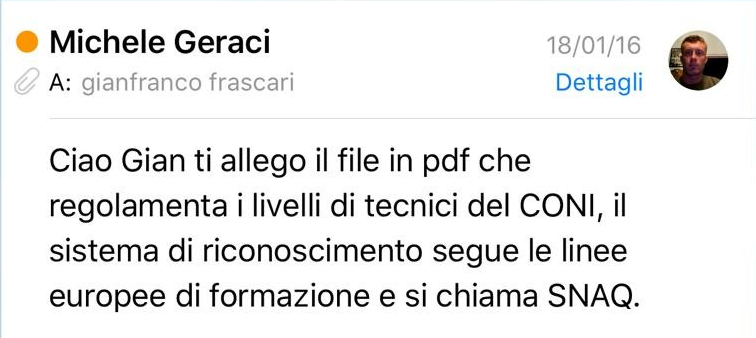 Michele Geraci
18/01/16
A: gianfranco frascari
Dettagli
Ciao Gian ti allego il file in pdf che
regolamenta i livelli di tecnici del CONI, il
sistema di riconoscimento segue le linee
europee di formazione e si chiama SNAQ.